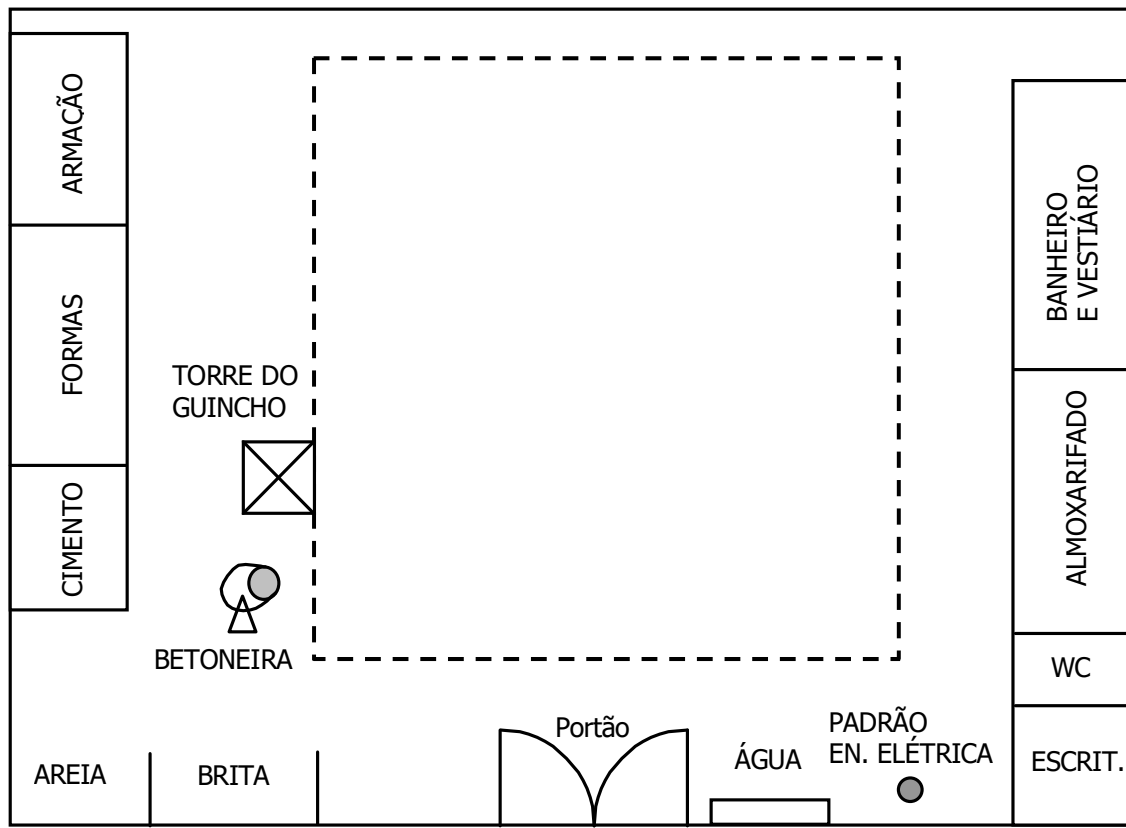 ARMAÇÃO
FORMAS
CIMENTO
TORRE DO
GUINCHO
BETONEIRA
AREIA
BRITA
Portão
ÁGUA
PADRÃO
EN. ELÉTRICA
BANHEIRO
E VESTIÁRIO
ALMOXARIFADO
WC
ESCRIT.